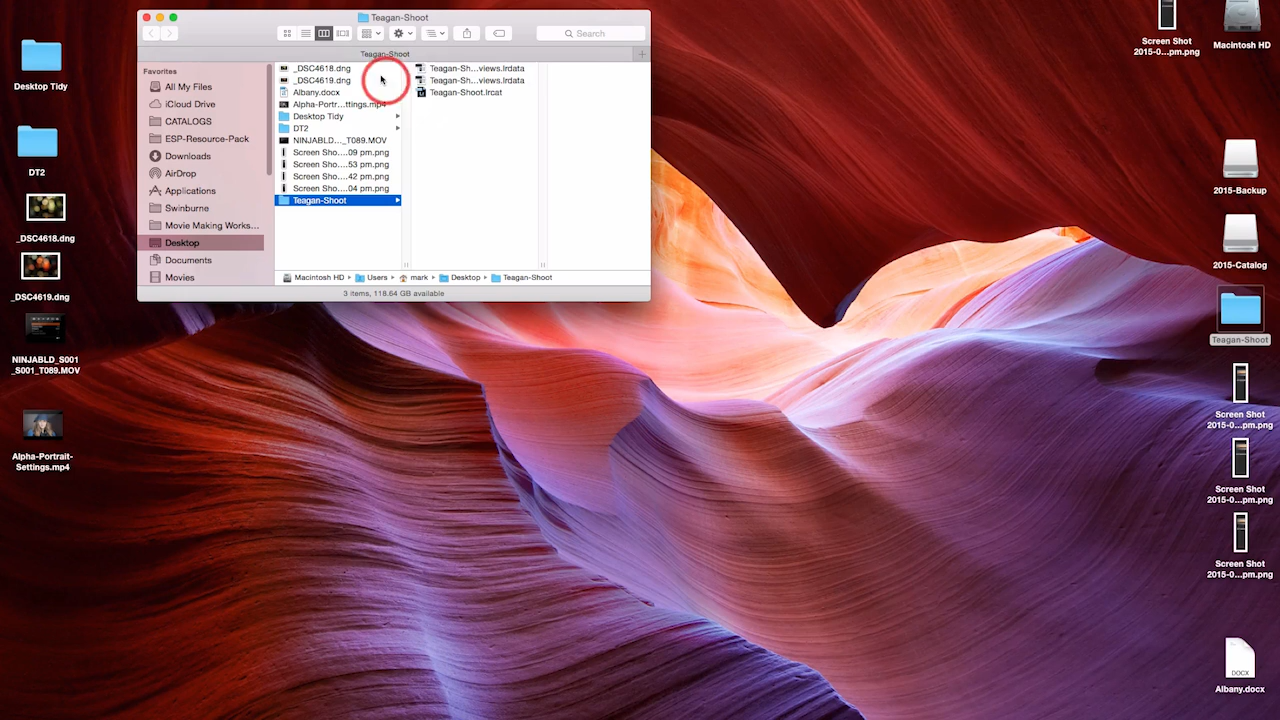 Teagan-Shoot
Search
Teagan-Shoot
Favorites
All My Files
iCloud Drive
CATALOGS
ESP-Resource-Pack
Downloads
AirDrop
Applications
Swinburne
Movie Making Works...
Desktop
Documents
Movies
_DSC4618.dng
_DSC4619.dng
Albany.docx
Alpha-Portr...ttings.mp4
Desktop Tidy
DT2
NINJABLD..._T089.MOV
Screen Sho....09 pm.png
Screen Sho....53 pm.png
Screen Sho....42 pm.png
Screen Sho....04 pm.png
Teagan-Shoot
Teagan-Sh...views.lrdata
Teagan-Sh...views.lrdata
Teagan-Shoot.lrcat
Macintosh HD
Users
mark
Desktop
Teagan-Shoot
3 items, 118.64 GB available
Desktop Tidy
DT2
_DSC4618.dng
_DSC4619.dng
NINJABLD_S001
_S001_T089.MOV
Alpha-Portrait-
Settings.mp4
Screen Shot
2015-0...pm.png
Macintosh HD
2015-Backup
2015-Catalog
Teagan-Shoot
Screen Shot
2015-0...pm.png
Screen Shot
2015-0...pm.png
Screen Shot
2015-0...pm.png
DOCX
Albany.docx